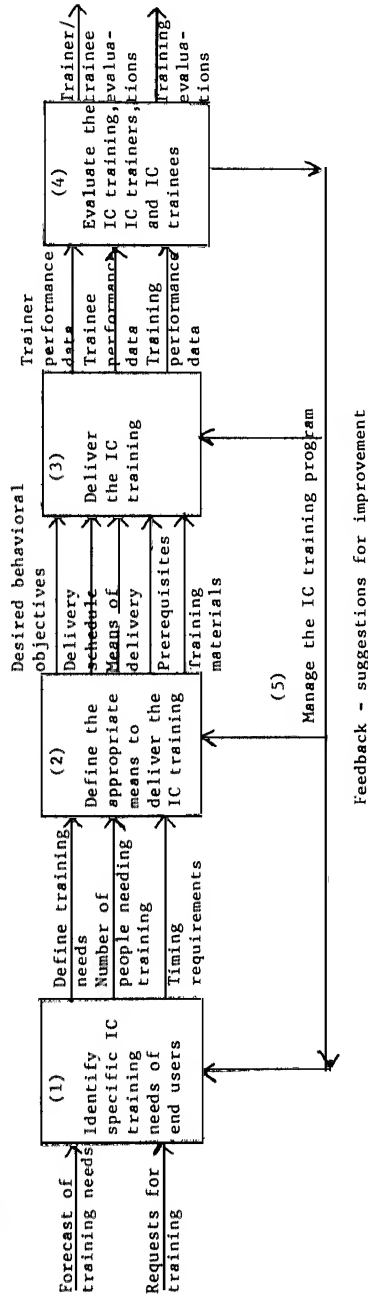 Forecast of
training needs
Requests for
training
(1)
Identify
specific IC
training
needs of
end users
Define training
needs
Number of
people needing
training
Timing
requirements
(2)
Define the
appropriate
means to
deliver the
IC training
Desired behavioral
objectives
Delivery
schedule
Means of
delivery
Prerequisites
Training
materials
(3)
Deliver
the IC
training
Trainer
performance
data
Trainee
performance
data
Training
performance
data
(4)
Evaluate the
IC training,
IC trainers,
and IC
trainees
Trainer/
trainee
evalua-
tions
Training
evalua-
tions
(5)
Manage the IC training program
Feedback - suggestions for improvement